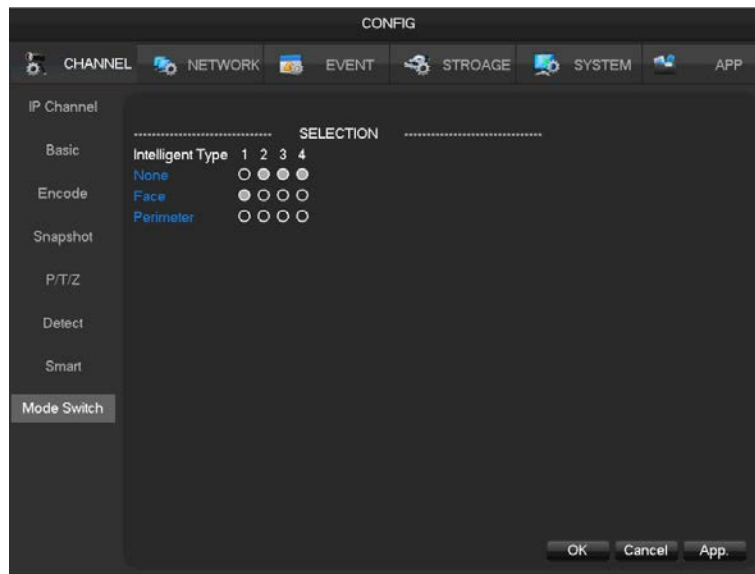 CONFIG
CHANNEL NETWORK EVENT STROAGE SYSTEM APP
IP Channel
Basic
Encode
Snapshot
P/T/Z
Detect
Smart
Mode Switch
-------------------------------- SELECTION --------------------------------
Intelligent Type 1 2 3 4
None
Face
Perimeter
OK Cancel App.